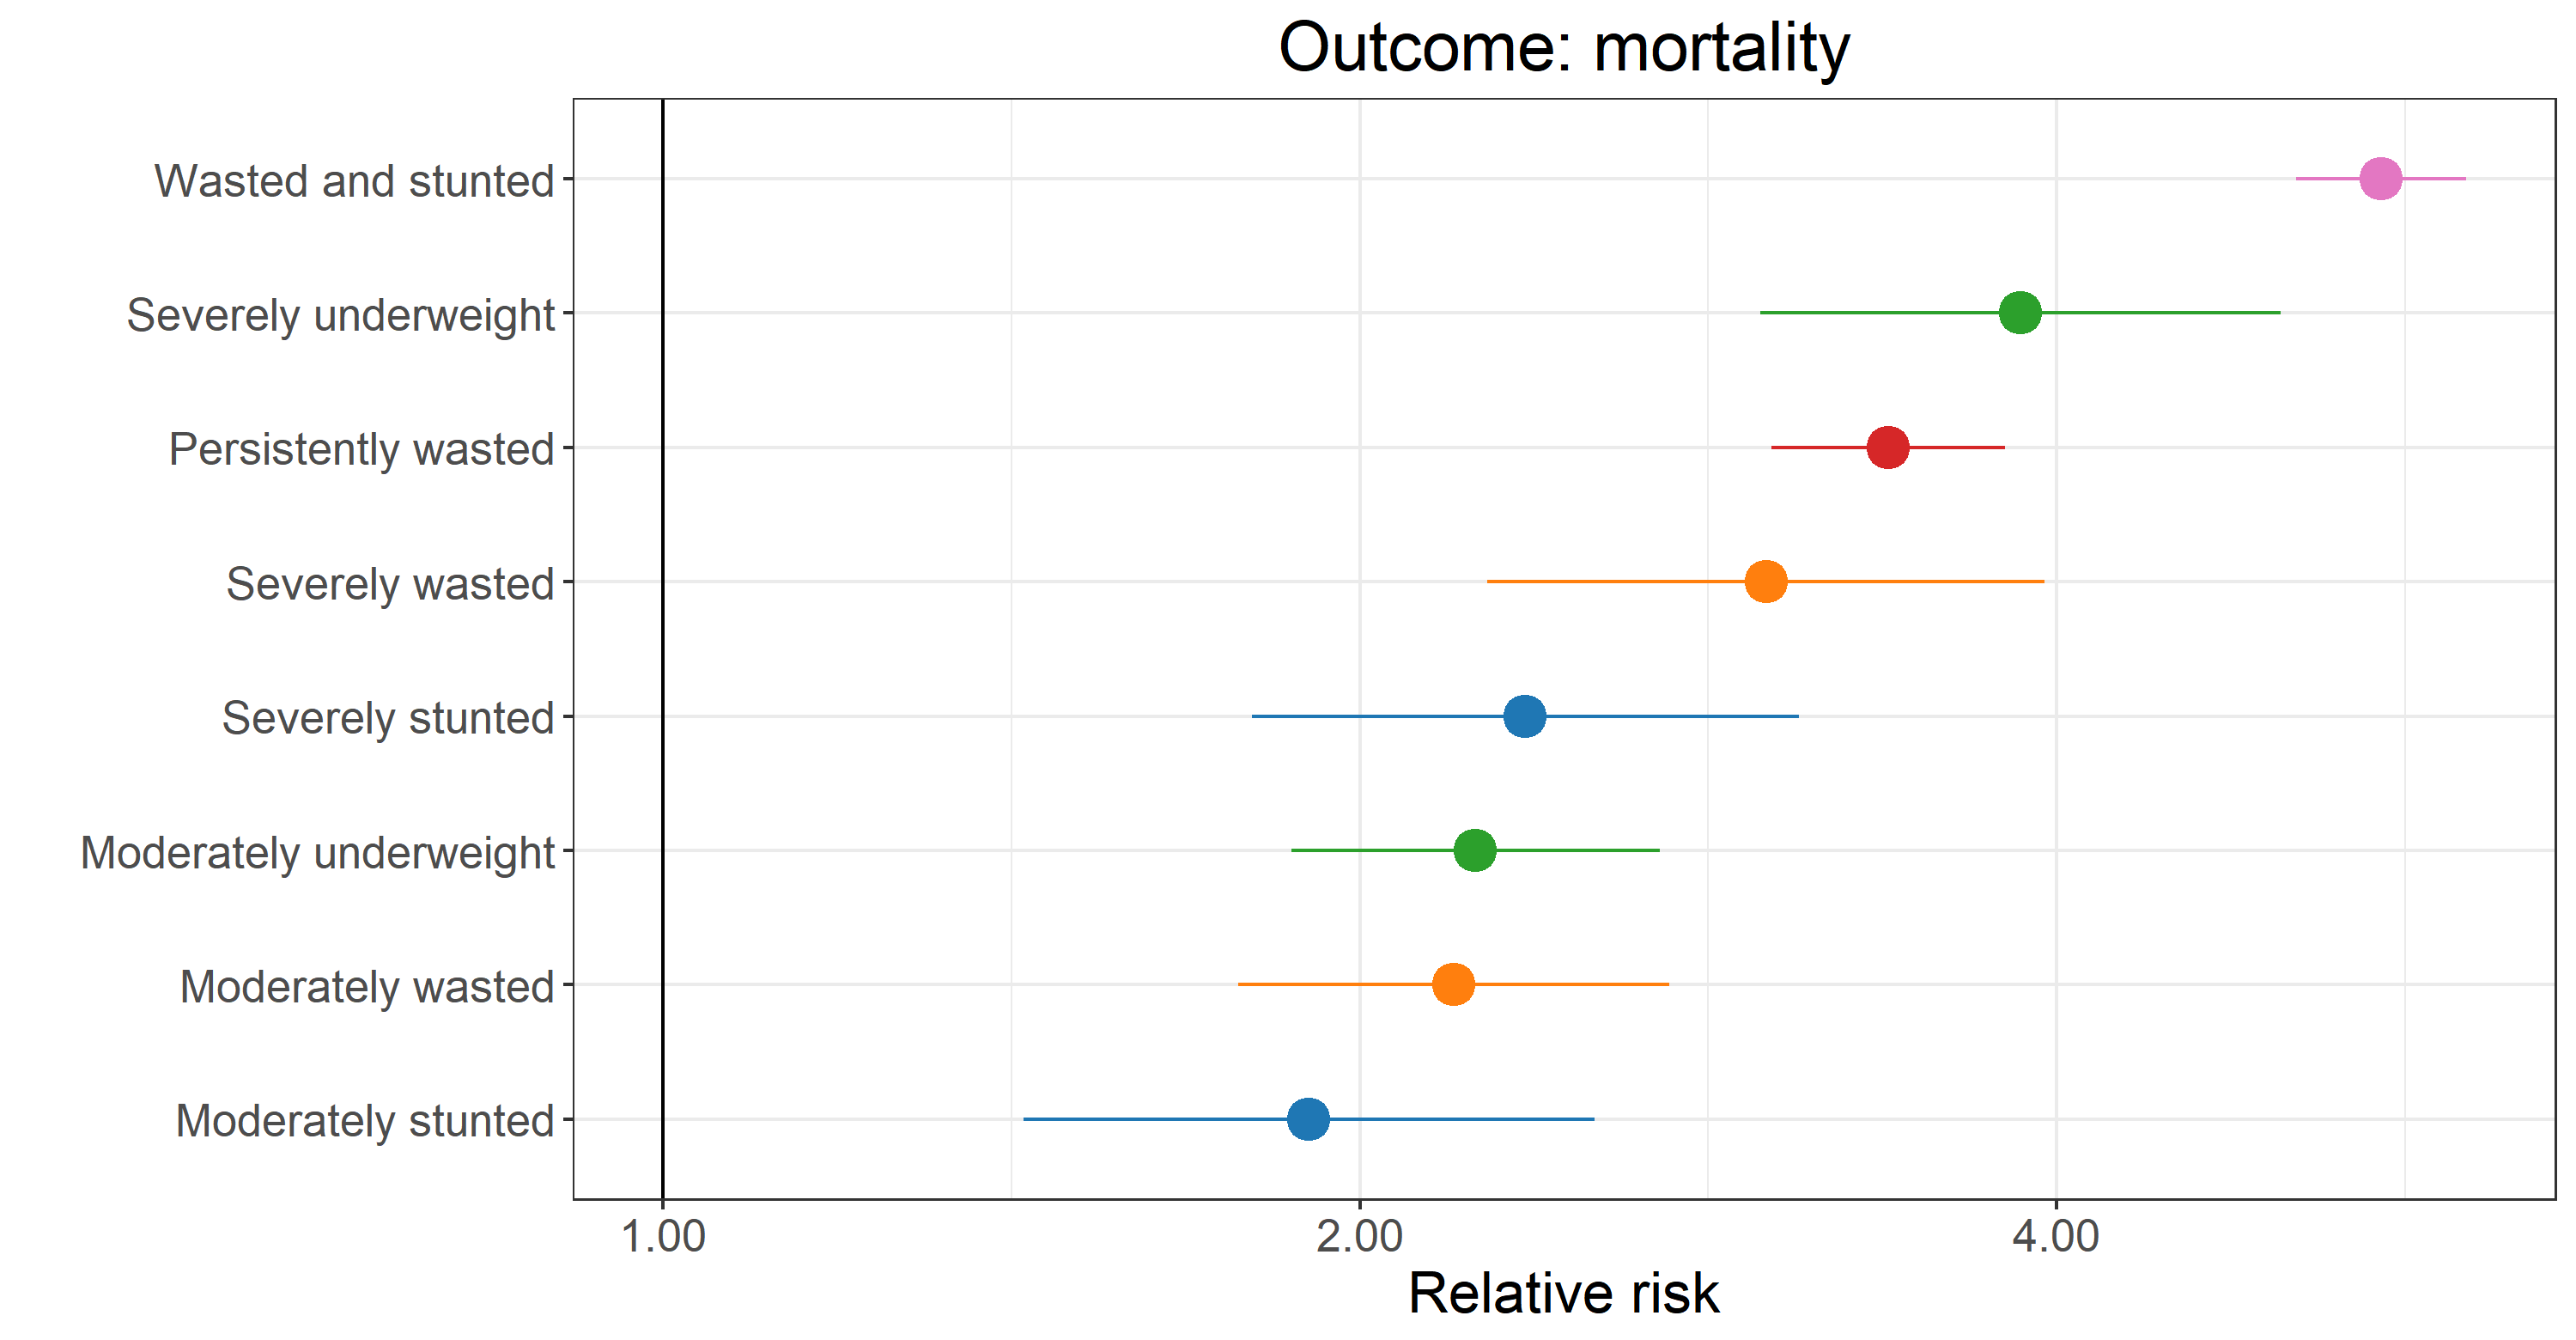 Outcome: mortality
Wasted and stunted
Severely underweight
Persistently wasted
Severely wasted
Severely stunted
Moderately underweight
Moderately wasted
Moderately stunted
1.00 2.00 4.00
Relative risk